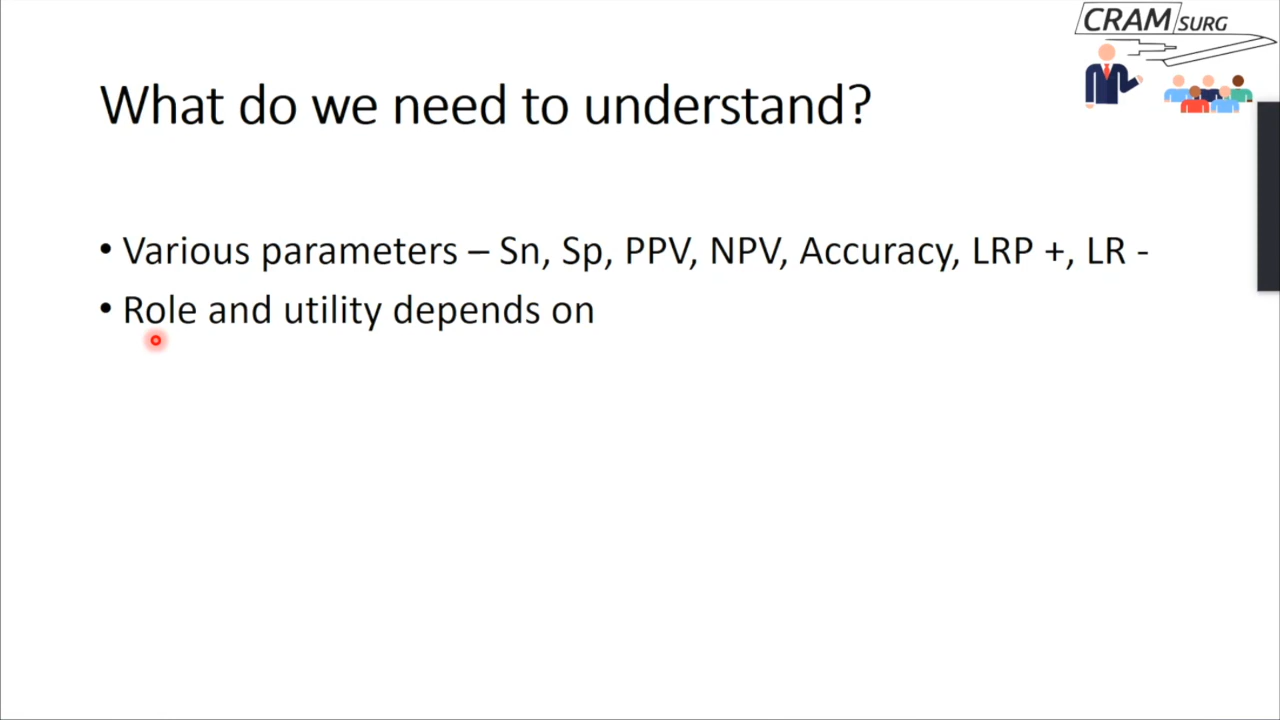 CRAM SURG
What do we need to understand?
• Various parameters – Sn, Sp, PPV, NPV, Accuracy, LRP +, LR -
• Role and utility depends on